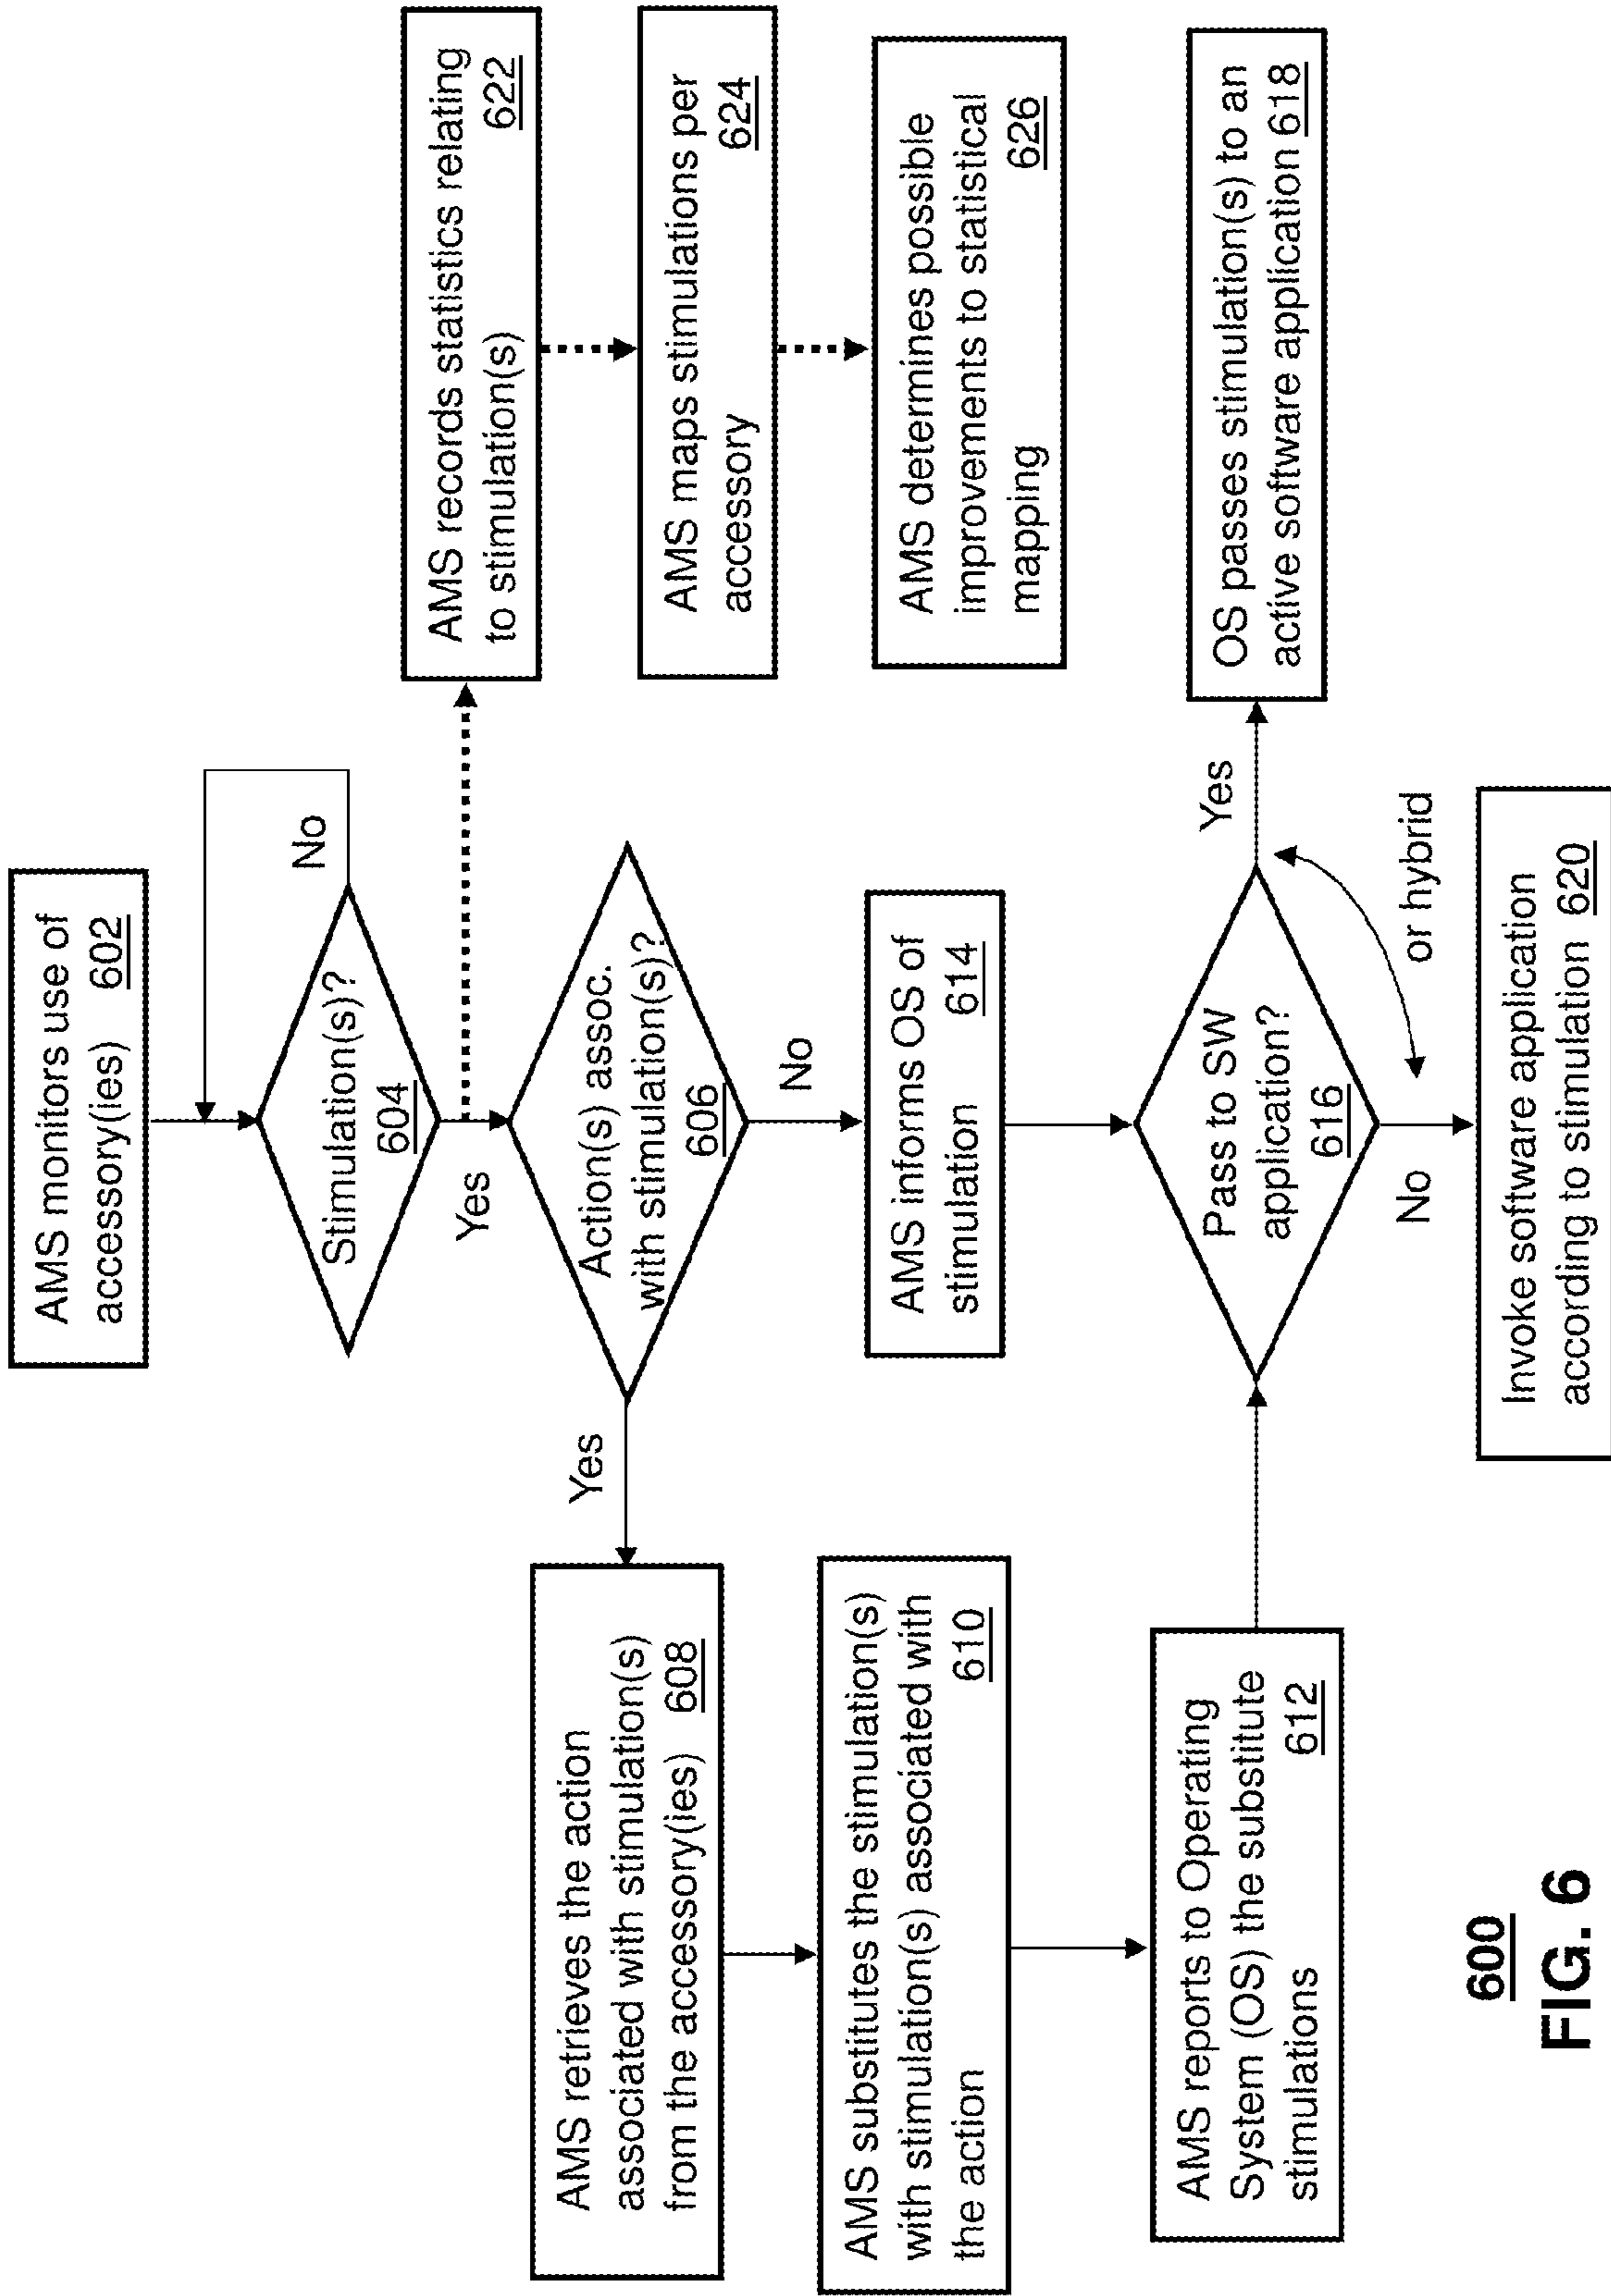 AMS monitors use of
accessory(ies) 602
Stimulation(s)?
604
No
Yes
AMS records statistics relating
to stimulation(s) 622
AMS maps stimulations per
accessory 624
AMS determines possible
improvements to statistical
mapping 626
Action(s) assoc.
with stimulation(s)?
606
Yes
No
AMS retrieves the action
associated with stimulation(s)
from the accessory(ies) 608
AMS substitutes the stimulation(s)
with stimulation(s) associated with
the action 610
AMS reports to Operating
System (OS) the substitute
stimulations 612
AMS informs OS of
stimulation 614
Pass to SW
application?
616
Yes
or hybrid
No
OS passes stimulation(s) to an
active software application 618
Invoke software application
according to stimulation 620
600
FIG. 6